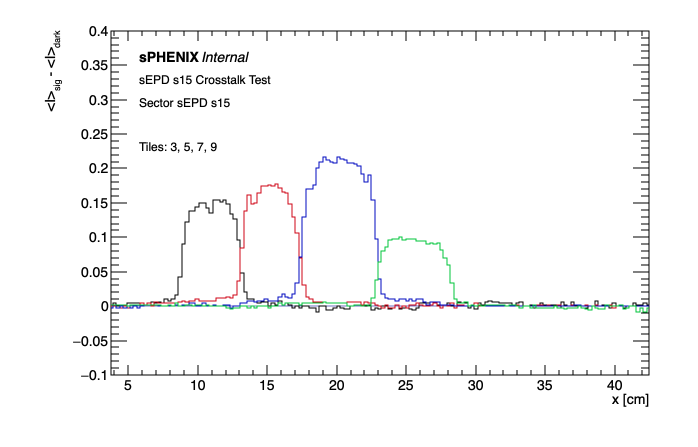 <I>sig - <I>dark
0.4
0.35
0.3
0.25
0.2
0.15
0.1
0.05
0
−0.05
−0.1
sPHENIX Internal
sEPD s15 Crosstalk Test
Sector sEPD s15
Tiles: 3, 5, 7, 9
5 10 15 20 25 30 35 40
x [cm]